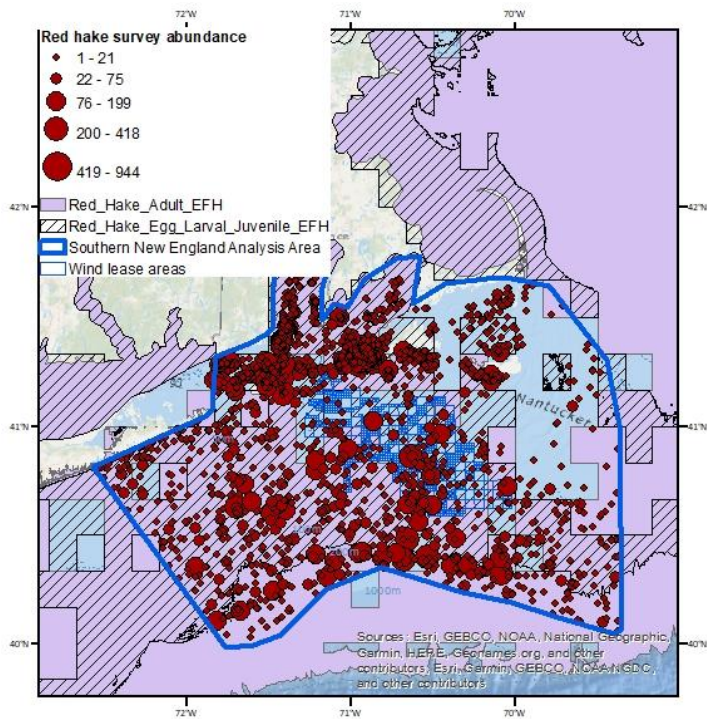 72°W 71°W 70°W
Red hake survey abundance
1 - 21
22 - 75
76 - 199
200 - 418
419 - 944
Red_Hake_Adult_EFH
Red_Hake_Egg_Larval_Juvenile_EFH
Southern New England Analysis Area
Wind lease areas
42°N 42°N
Nantucket
41°N 41°N
1000m
40°N 40°N
Sources: Esri, GEBCO, NOAA, National Geographic,
Garmin, HERE, Geonames.org, and other
contributors, Esri, Garmin, GEBCO, NOAA NGDC,
and other contributors
72°W 71°W 70°W